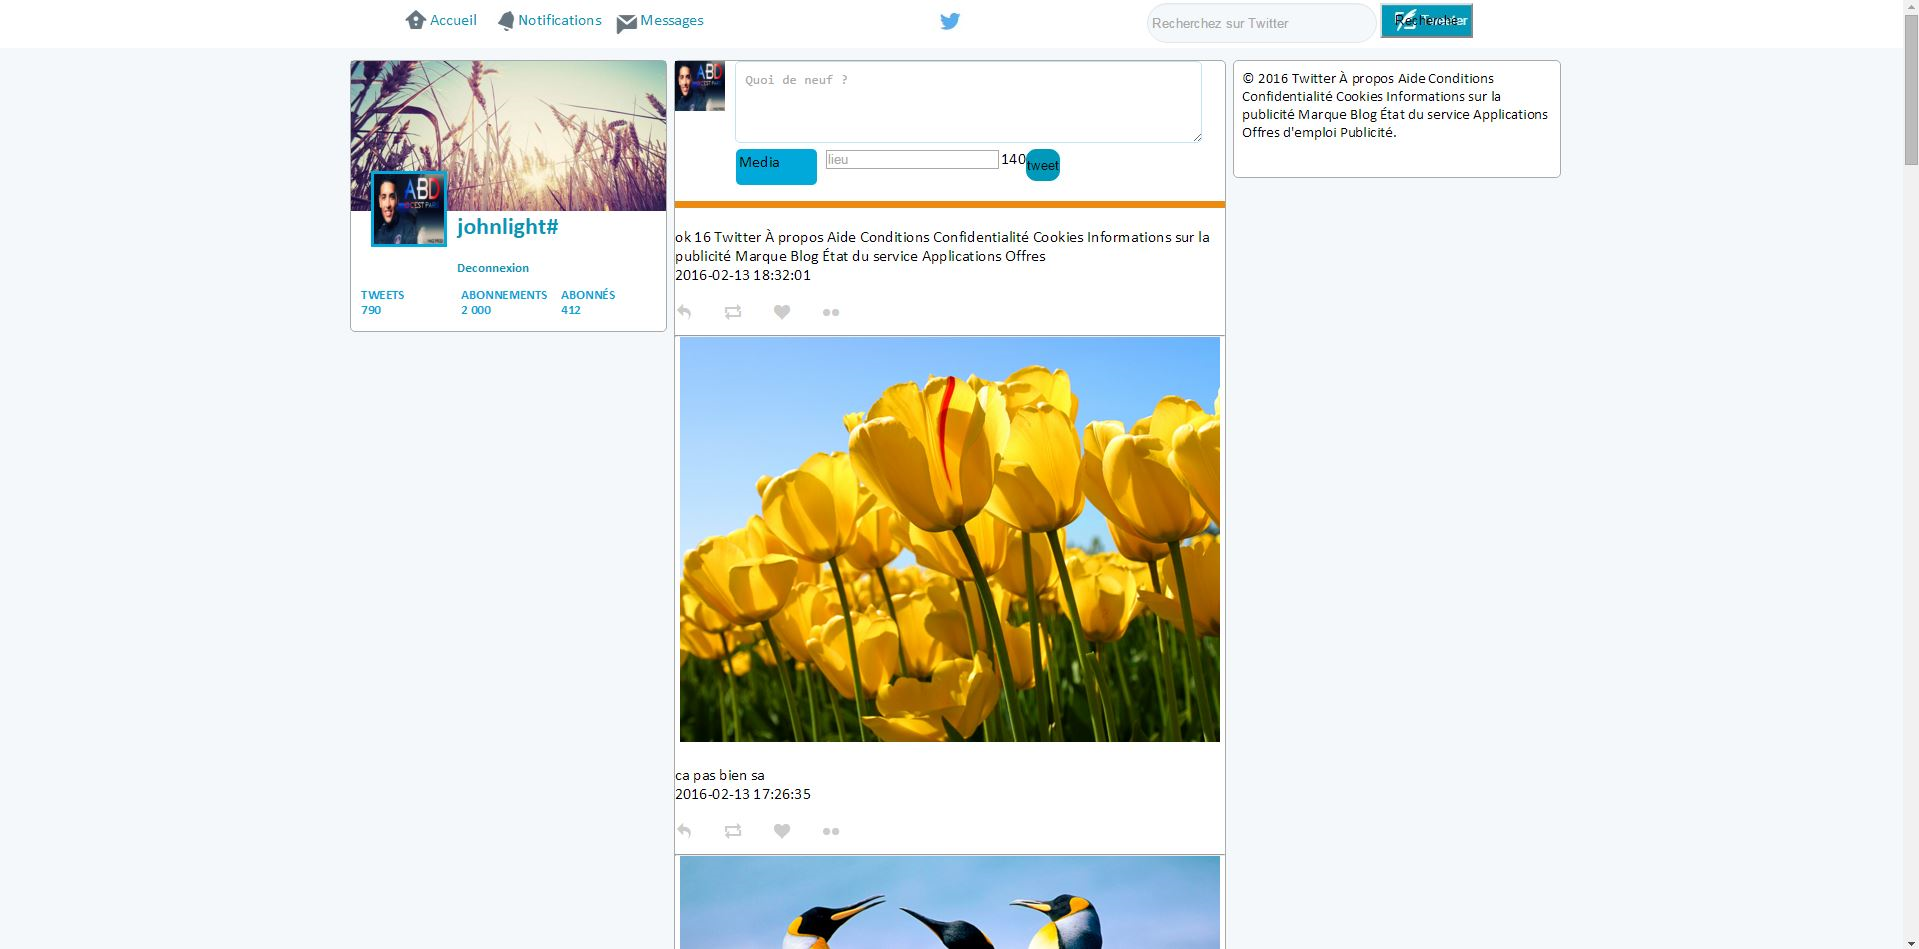 Accueil Notifications Messages
Recherchez sur Twitter
Quoi de neuf ?
Media
lieu
140
tweet
ABD
johnlight#
Deconnexion
TWEETS ABONNEMENTS ABONNÉS
790 2 000 412
ok 16 Twitter À propos Aide Conditions Confidentialité Cookies Informations sur la
publicité Marque Blog État du service Applications Offres
2016-02-13 18:32:01
ca pas bien sa
2016-02-13 17:26:35
© 2016 Twitter À propos Aide Conditions
Confidentialité Cookies Informations sur la
publicité Marque Blog État du service Applications
Offres d'emploi Publicité.